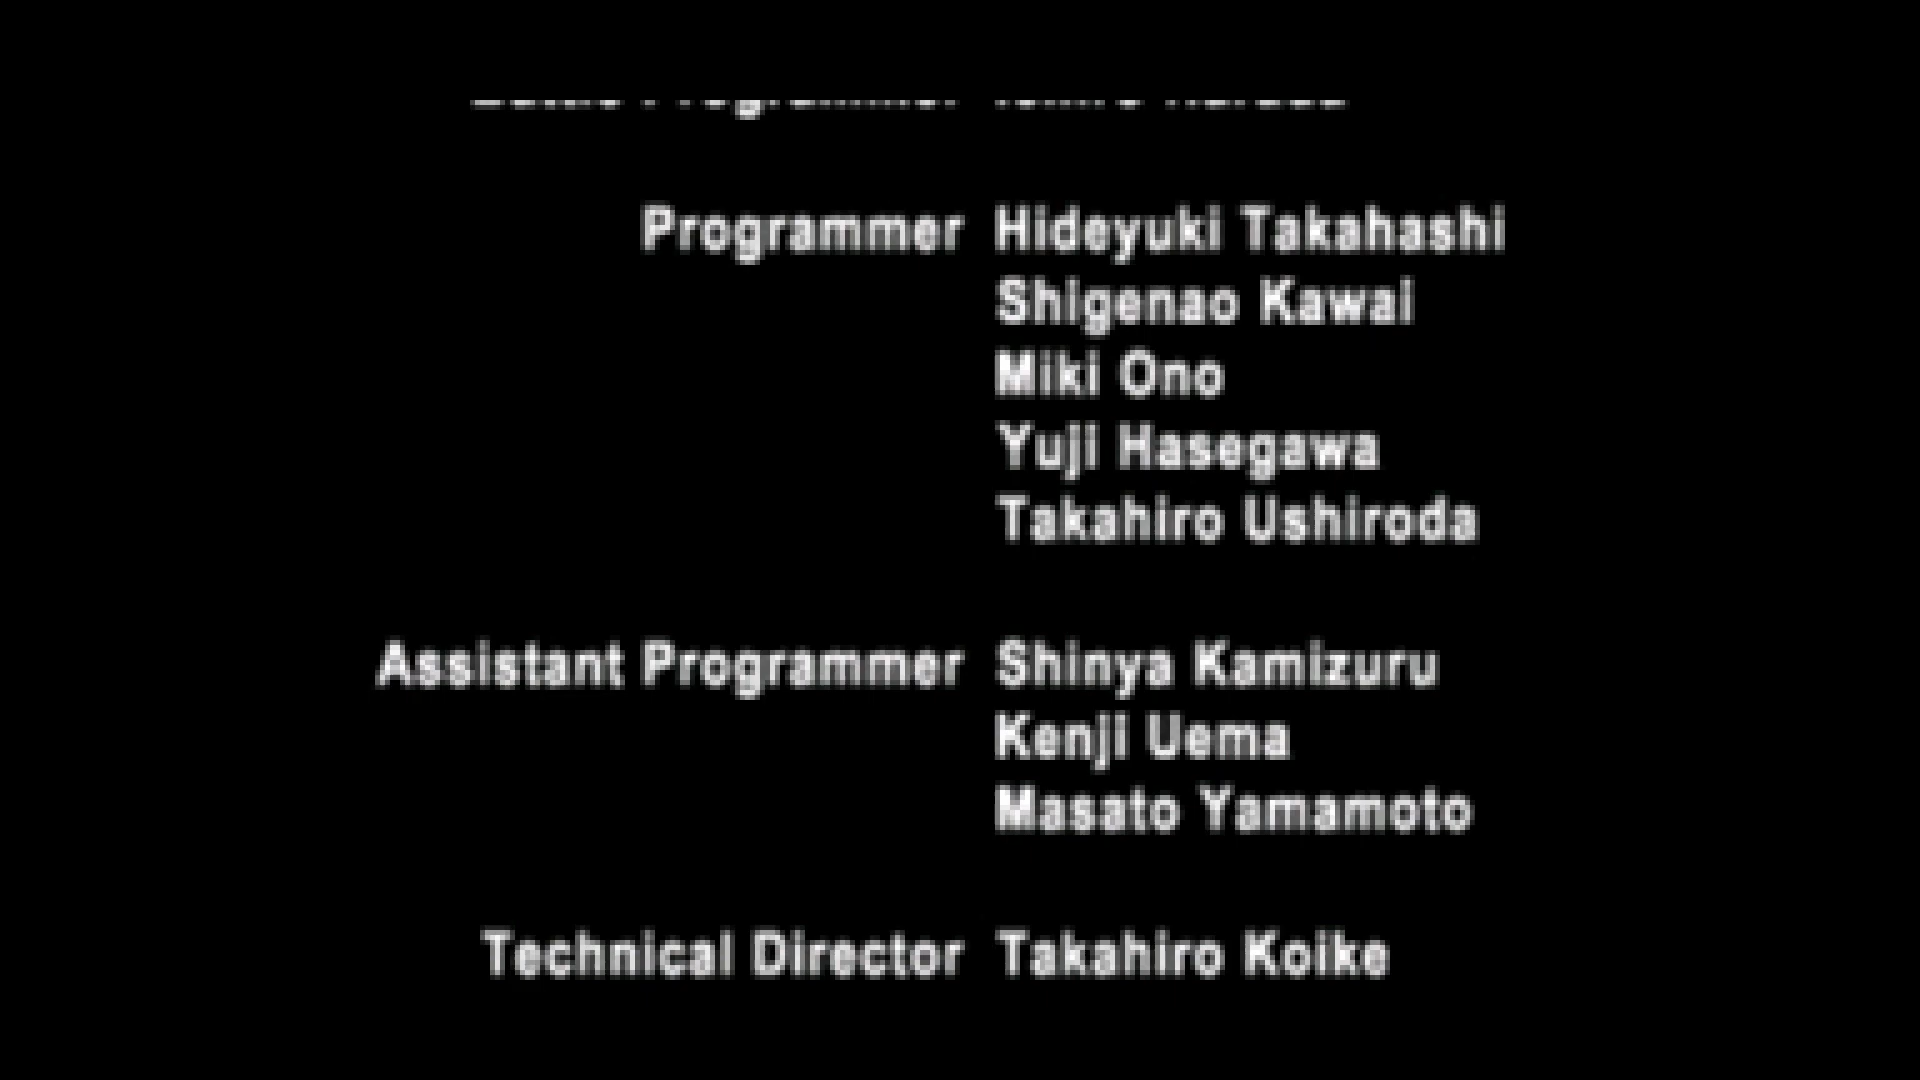 Programmer Hideyuki Takahashi
Shigenao Kawai
Miki Ono
Yuji Hasegawa
Takahiro Ushiroda
Assistant Programmer Shinya Kamizuru
Kenji Uema
Masato Yamamoto
Technical Director Takahiro Koike